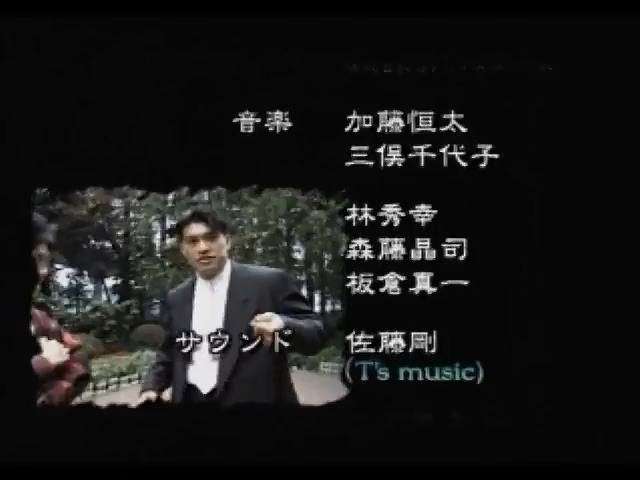 音楽 加藤恒太
三俣千代子
林秀幸
森藤晶司
板倉真一
サウンド 佐藤剛
(T's music)